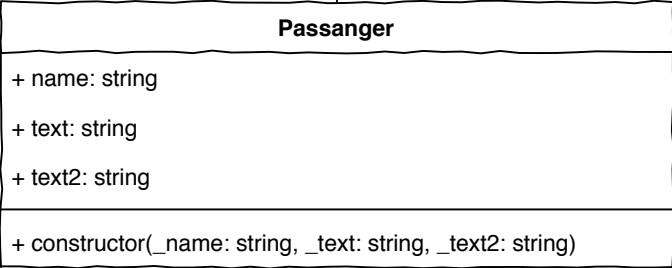 Passanger
+ name: string
+ text: string
+ text2: string
+ constructor(_name: string, _text: string, _text2: string)